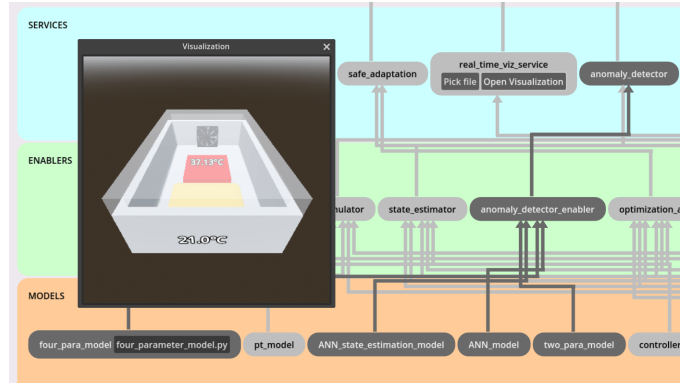 SERVICES
Visualization
37.13°C
21.0°C
safe_adaptation
real_time_viz_service
Pick file
Open Visualization
anomaly_detector
ENABLERS
state_estimator
anomaly_detector_enabler
MODELS
four_para_model
four_parameter_model.py
pt_model
ANN_state_estimation_model
ANN_model
two_para_model
controller